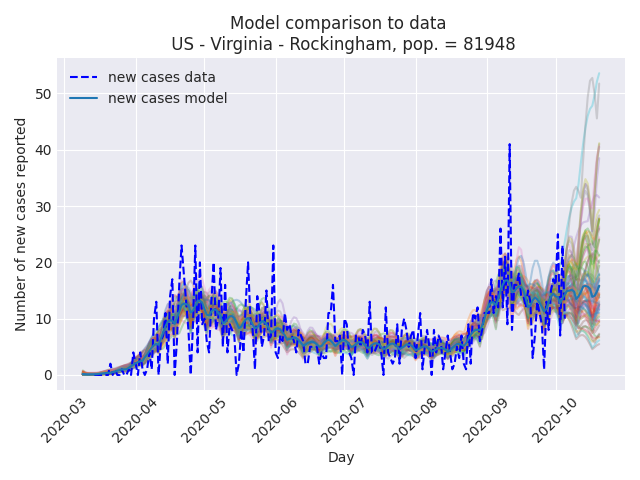 Model comparison to data
US - Virginia - Rockingham, pop. = 81948
new cases data
new cases model
Number of new cases reported
50
40
30
20
10
0
2020-03
2020-04
2020-05
2020-06
2020-07
2020-08
2020-09
2020-10
Day